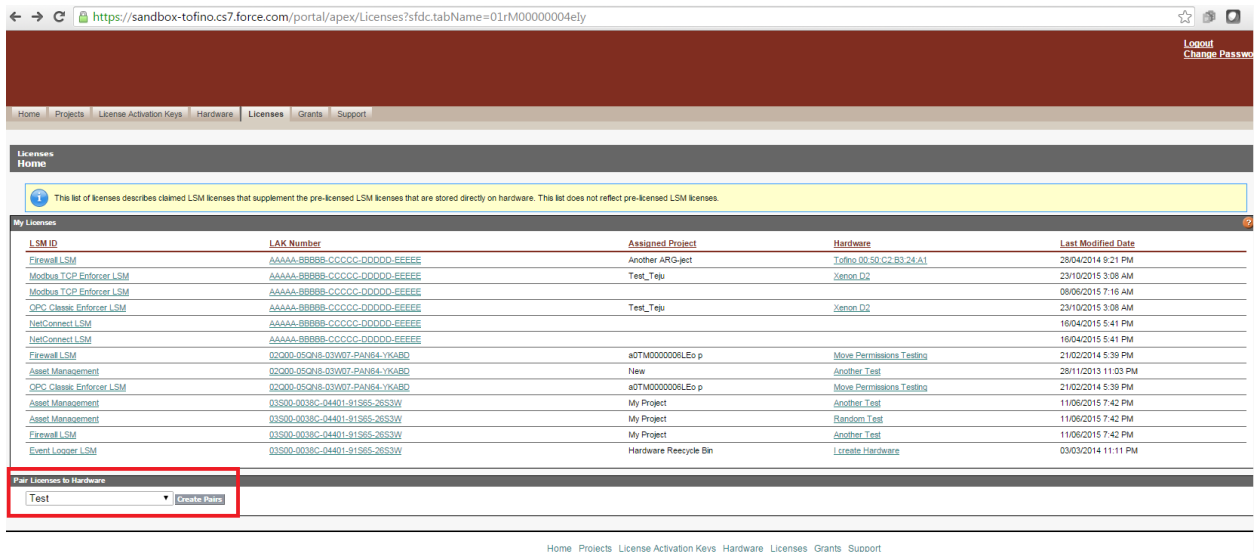 https://sandbox-tofino.cs7.force.com/portal/apex/Licenses?sfdc.tabName=01rM00000004eIy
Logout
Change Passwo
Home Projects License Activation Keys Hardware Licenses Grants Support
Licenses
Home
This list of licenses describes claimed LSM licenses that supplement the pre-licensed LSM licenses that are stored directly on hardware. This list does not reflect pre-licensed LSM licenses.
My Licenses
LSM ID LAK Number Assigned Project Hardware Last Modified Date
Firewall LSM AAAAA-BBBBB-CCCCC-DDDDD-EEEEE Another ARG-ject Tofino 00:50:C2:B3:24:A1 28/04/2014 9:21 PM
Modbus TCP Enforcer LSM AAAAA-BBBBB-CCCCC-DDDDD-EEEEE Test_Teju Xenon D2 23/10/2015 3:08 AM
Modbus TCP Enforcer LSM AAAAA-BBBBB-CCCCC-DDDDD-EEEEE 08/06/2015 7:16 AM
OPC Classic Enforcer LSM AAAAA-BBBBB-CCCCC-DDDDD-EEEEE Test_Teju Xenon D2 23/10/2015 3:08 AM
NetConnect LSM AAAAA-BBBBB-CCCCC-DDDDD-EEEEE 16/04/2015 5:41 PM
NetConnect LSM AAAAA-BBBBB-CCCCC-DDDDD-EEEEE 16/04/2015 5:41 PM
Firewall LSM 02Q00-05QN8-03W07-PAN64-YKABD a0TM0000006LEo p Move Permissions Testing 21/02/2014 5:39 PM
Asset Management 02Q00-05QN8-03W07-PAN64-YKABD New Another Test 28/11/2013 11:03 PM
OPC Classic Enforcer LSM 02Q00-05QN8-03W07-PAN64-YKABD a0TM0000006LEo p Move Permissions Testing 21/02/2014 5:39 PM
Asset Management 03S00-0038C-04401-91S65-26S3W My Project Another Test 11/06/2015 7:42 PM
Asset Management 03S00-0038C-04401-91S65-26S3W My Project Random Test 11/06/2015 7:42 PM
Firewall LSM 03S00-0038C-04401-91S65-26S3W My Project Another Test 11/06/2015 7:42 PM
Event Logger LSM 03S00-0038C-04401-91S65-26S3W Hardware Reecycle Bin I create Hardware 03/03/2014 11:11 PM
Pair Licenses to Hardware
Test Create Pairs
Home Projects License Activation Keys Hardware Licenses Grants Support